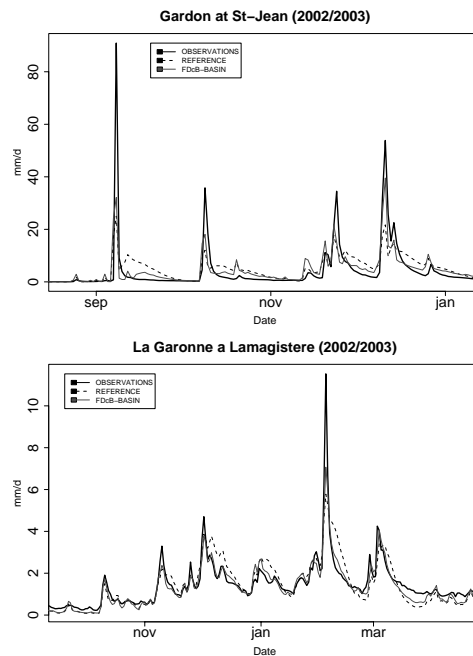 Gardon at St−Jean (2002/2003)
OBSERVATIONS
REFERENCE
FDcB−BASIN
mm/d
80
60
40
20
0
sep
nov
jan
Date
La Garonne a Lamagistere (2002/2003)
OBSERVATIONS
REFERENCE
FDcB−BASIN
mm/d
10
8
6
4
2
0
nov
jan
mar
Date